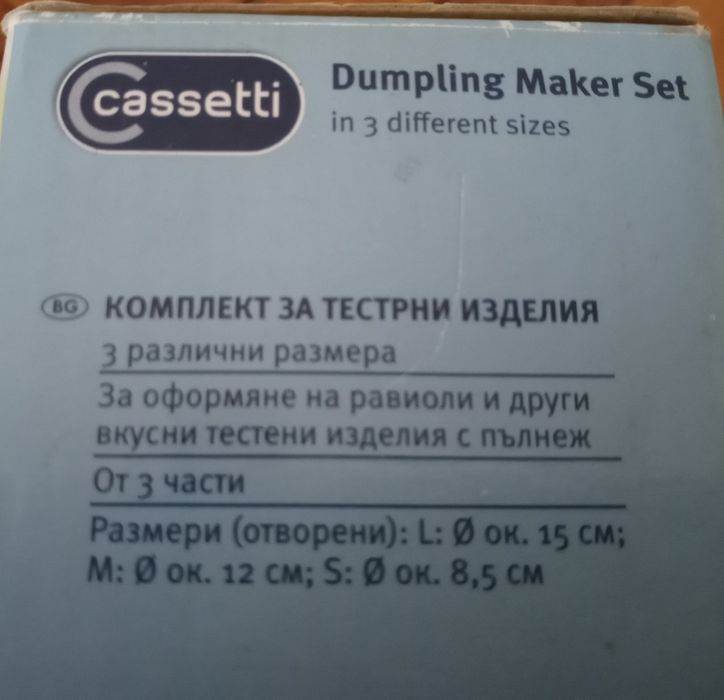 cassetti
Dumpling Maker Set
in 3 different sizes
BG КОМПЛЕКТ ЗА ТЕСТРНИ ИЗДЕЛИЯ
3 различни размера
За оформяне на равиоли и други
вкусни тестени изделия с пълнеж
От 3 части
Размери (отворени): L: Ø ок. 15 см;
M: Ø ок. 12 см; S: Ø ок. 8,5 см